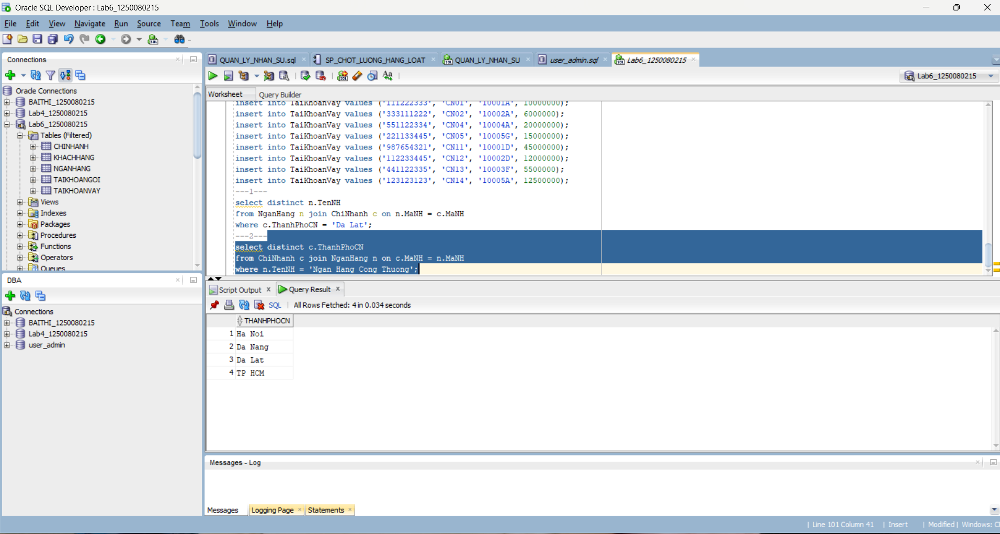 Oracle SQL Developer : Lab6_1250080215
File Edit View Navigate Run Source Team Tools Window Help
Connections
Oracle Connections
BAITHI_1250080215
Lab4_1250080215
Lab6_1250080215
Tables (Filtered)
CHINHANH
KHACHHANG
NGANHANG
TAIKHOANGOI
TAIKHOANVAY
Views
Indexes
Packages
Procedures
Functions
Operators
Queues
DBA
Connections
BAITHI_1250080215
Lab4_1250080215
user_admin
QUAN_LY_NHAN_SU.sql SP_CHOT_LUONG_HANG_LOAT QUAN_LY_NHAN_SU user_admin.sql Lab6_1250080215
Lab6_1250080215
Worksheet Query Builder
insert into TaiKhoanVay values ('111222333', 'CN01', '10001A', 10000000);
insert into TaiKhoanVay values ('333111222', 'CN02', '10002A', 6000000);
insert into TaiKhoanVay values ('551122334', 'CN04', '10004A', 20000000);
insert into TaiKhoanVay values ('221133445', 'CN05', '10005G', 15000000);
insert into TaiKhoanVay values ('987654321', 'CN11', '10001D', 45000000);
insert into TaiKhoanVay values ('112233445', 'CN12', '10002D', 12000000);
insert into TaiKhoanVay values ('441122335', 'CN13', '10003F', 5500000);
insert into TaiKhoanVay values ('123123123', 'CN14', '10005A', 12500000);
---1---
select distinct n.TenNH
from NganHang n join ChiNhanh c on n.MaNH = c.MaNH
where c.ThanhPhoCN = 'Da Lat';
---2---
select distinct c.ThanhPhoCN
from ChiNhanh c join NganHang n on c.MaNH = n.MaNH
where n.TenNH = 'Ngan Hang Cong Thuong';
Script Output Query Result
SQL | All Rows Fetched: 4 in 0.034 seconds
THANHPHOCN
1 Ha Noi
2 Da Nang
3 Da Lat
4 TP HCM
Messages - Log
Messages Logging Page Statements
| Line 101 Column 41 | Insert | Modified | Windows: C